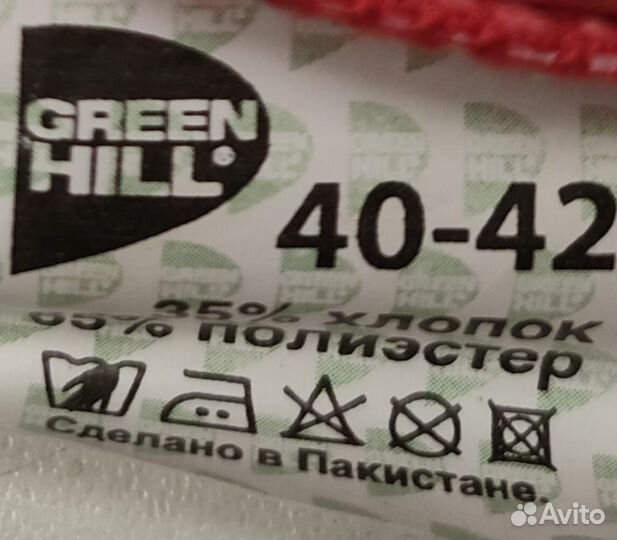 GREEN
HILL®
40-42
35% хлопок
65% полиэстер
Сделано в Пакистане.
Avito